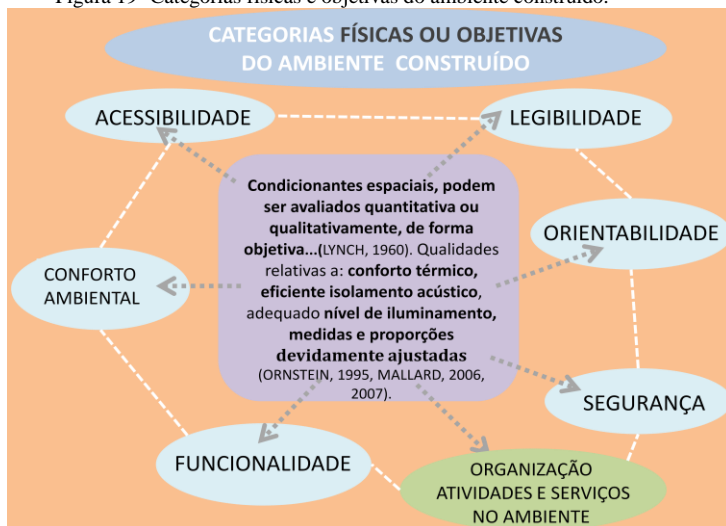 Figura 19- Categorias físicas e objetivas do ambiente construído.
CATEGORIAS FÍSICAS OU OBJETIVAS
DO AMBIENTE CONSTRUÍDO
ACESSIBILIDADE
LEGIBILIDADE
Condicionantes espaciais, podem
ser avaliados quantitativa ou
qualitativamente, de forma
objetiva...(LYNCH, 1960). Qualidades
relativas a: conforto térmico,
eficiente isolamento acústico,
adequado nível de iluminamento,
medidas e proporções
devidamente ajustadas
(ORNSTEIN, 1995, MALLARD, 2006,
2007).
ORIENTABILIDADE
CONFORTO
AMBIENTAL
SEGURANÇA
FUNCIONALIDADE
ORGANIZAÇÃO
ATIVIDADES E SERVIÇOS
NO AMBIENTE